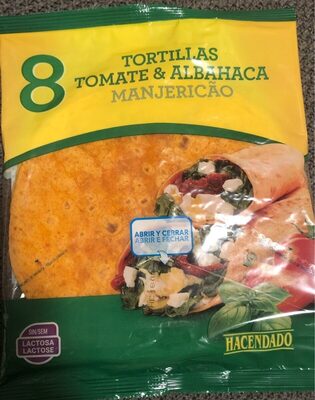 8
TORTILLAS
TOMATE & ALBAHACA
MANJERICÃO
ABRIR Y CERRAR
ABRIR E FECHAR
SIN/SEM
LACTOSA
LACTOSE
HACENDADO